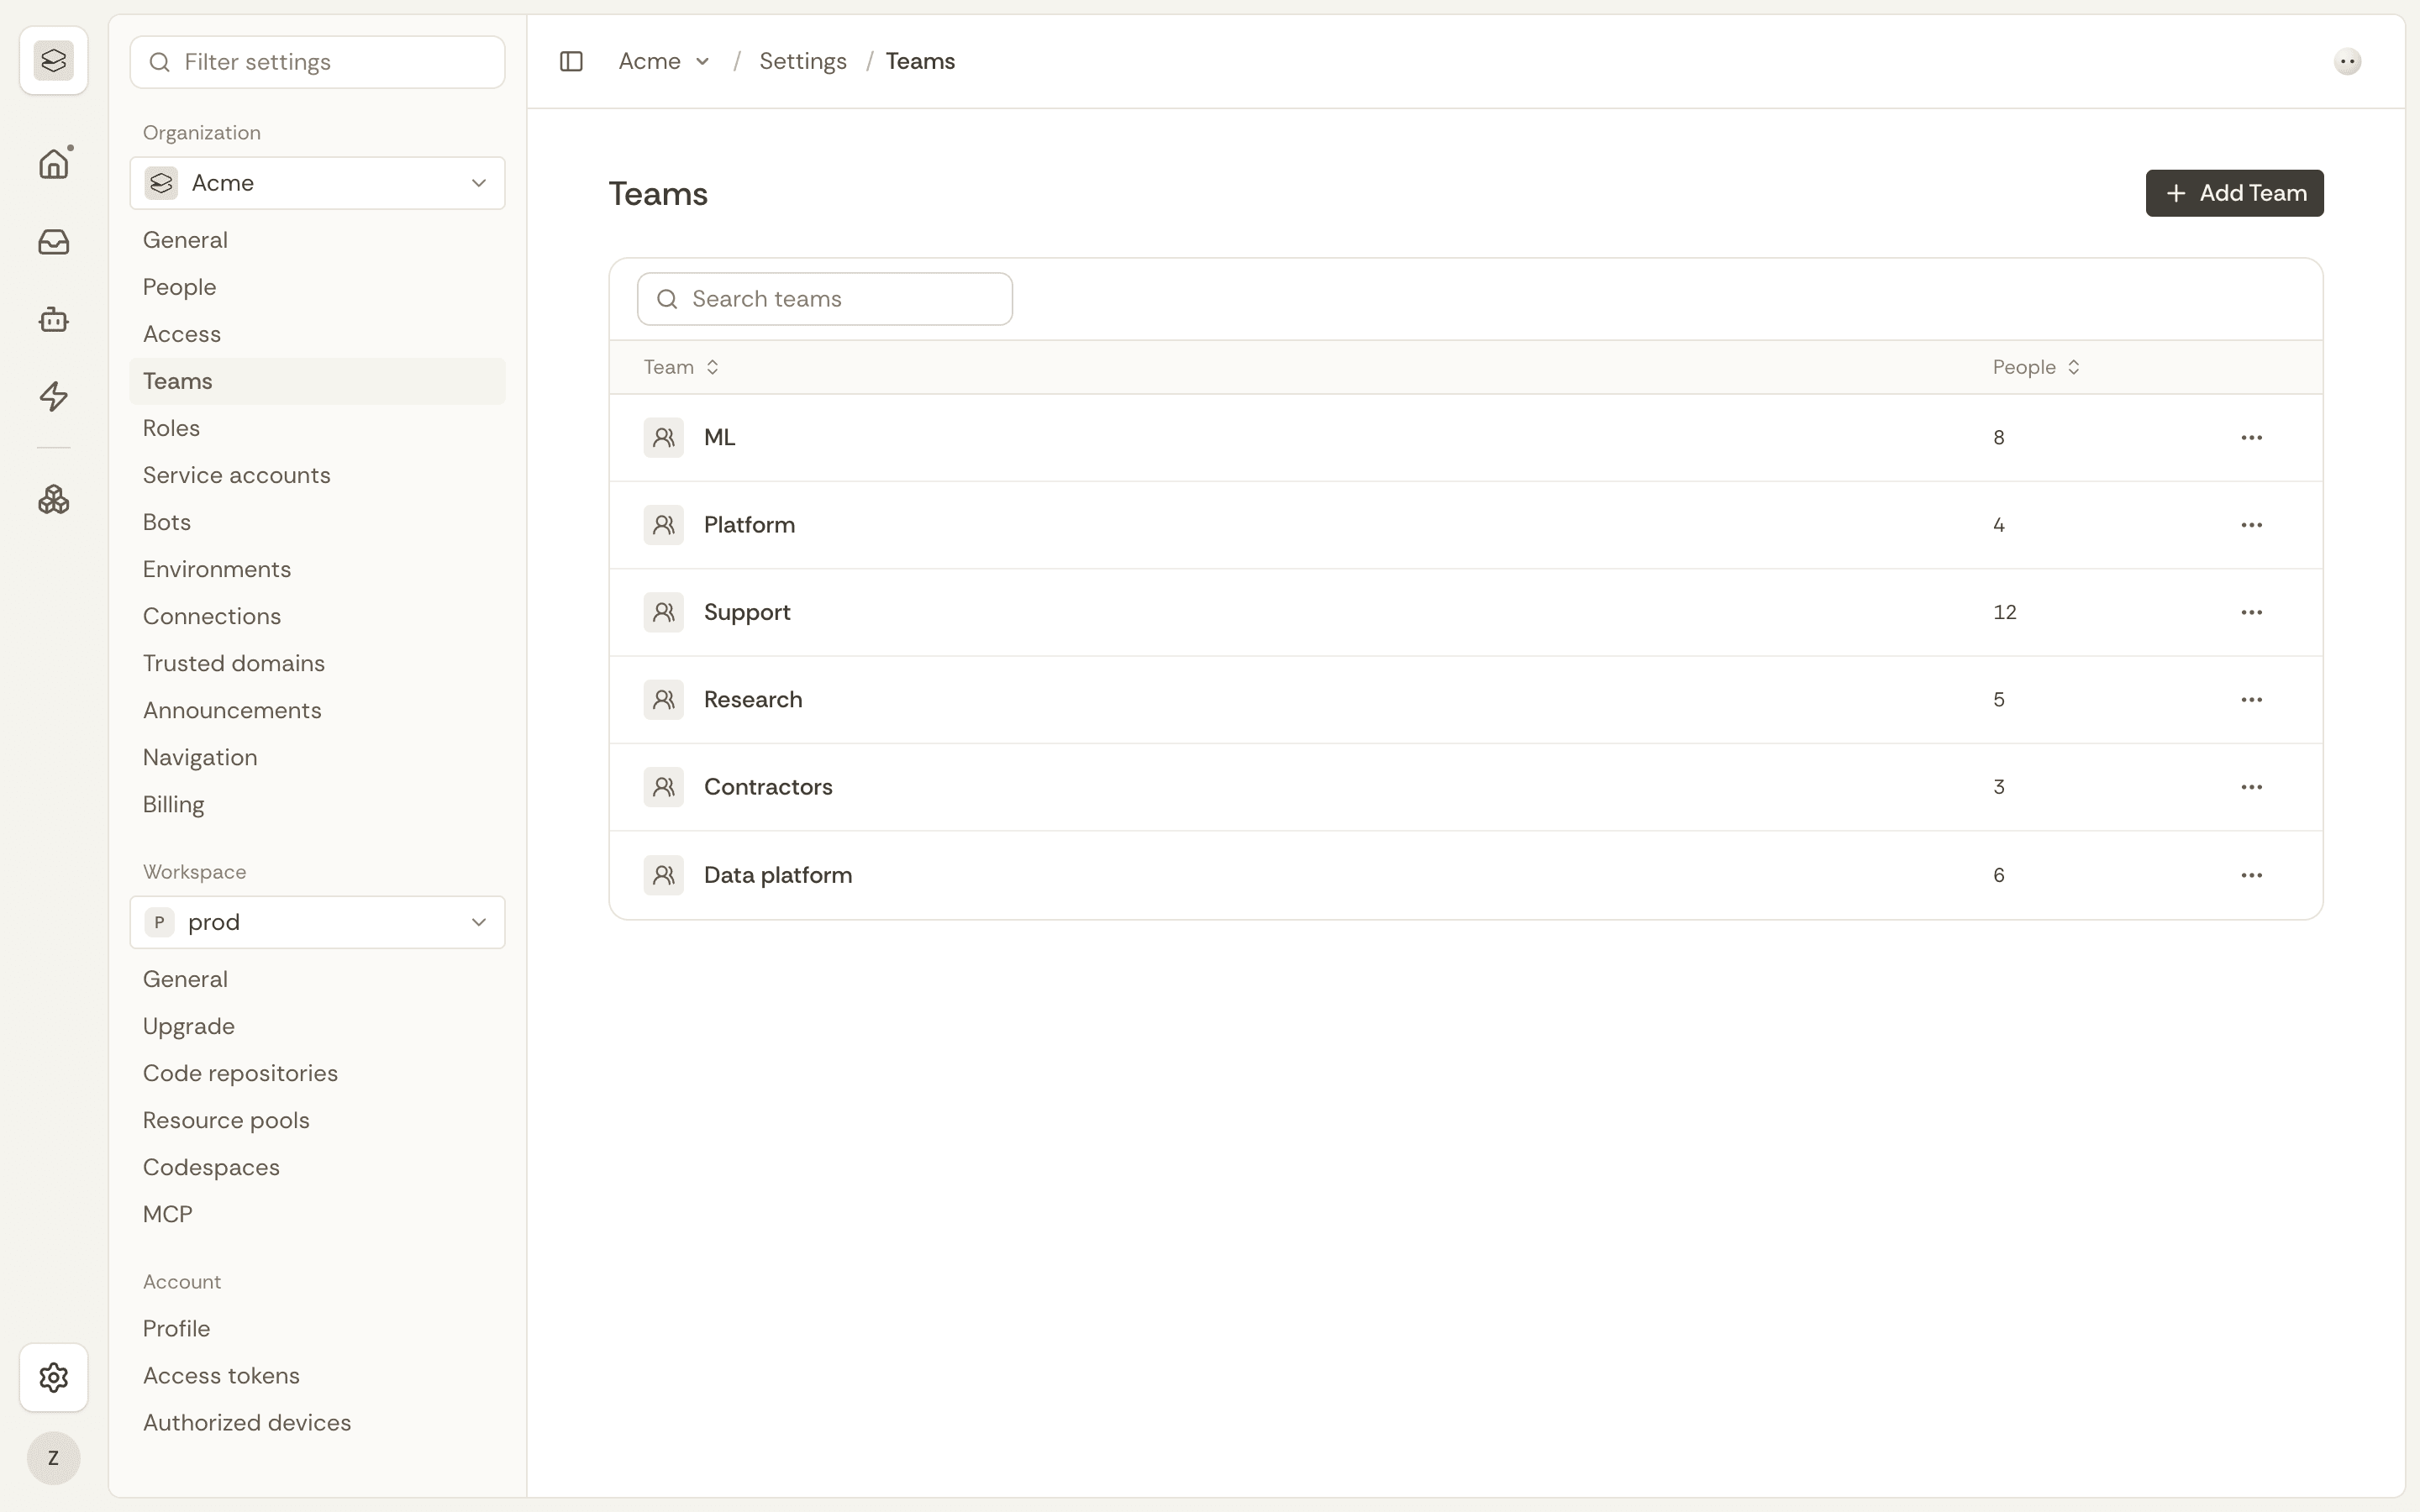 Filter settings
Organization
Acme
General
People
Access
Teams
Roles
Service accounts
Bots
Environments
Connections
Trusted domains
Announcements
Navigation
Billing
Workspace
P prod
General
Upgrade
Code repositories
Resource pools
Codespaces
MCP
Account
Profile
Access tokens
Authorized devices
Z
Acme / Settings / Teams
Teams
+ Add Team
Search teams
Team People
ML 8
Platform 4
Support 12
Research 5
Contractors 3
Data platform 6